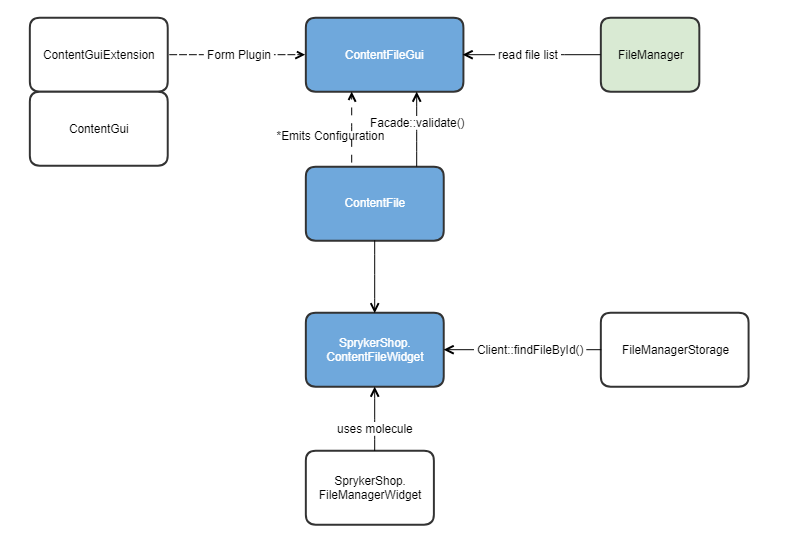 ContentGuiExtension
Form Plugin
ContentFileGui
read file list
FileManager
ContentGui
Facade::validate()
*Emits Configuration
ContentFile
SprykerShop.
ContentFileWidget
Client::findFileById()
FileManagerStorage
uses molecule
SprykerShop.
FileManagerWidget